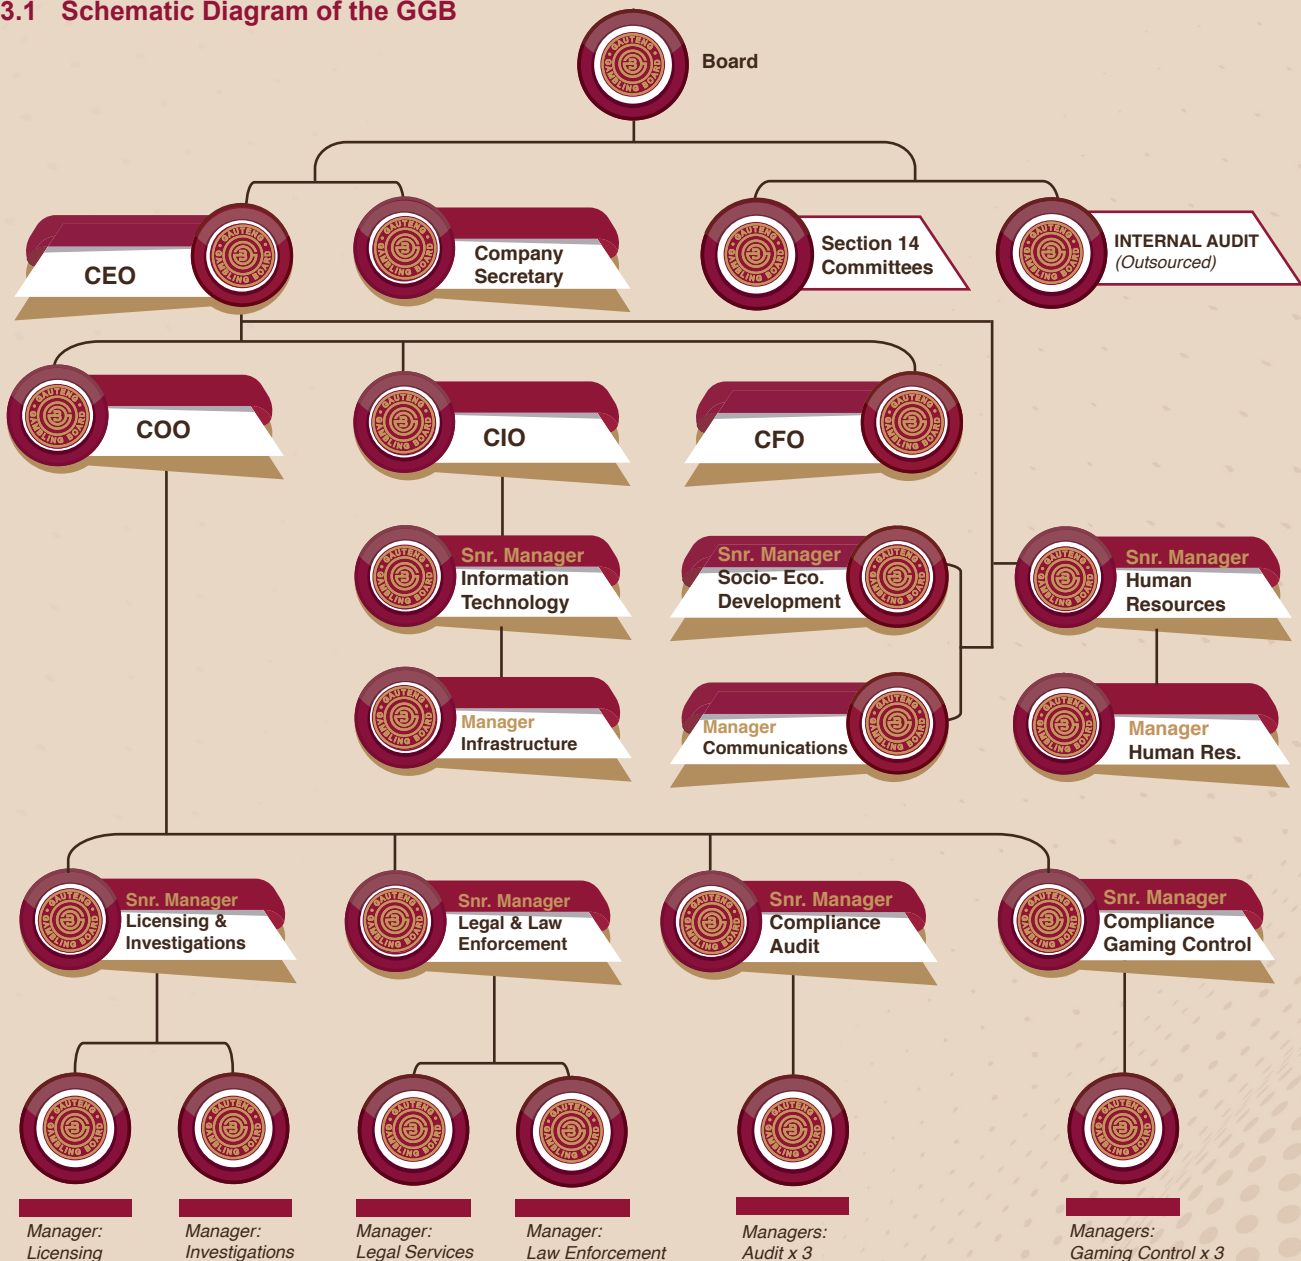 3.1 Schematic Diagram of the GGB
GAUTENG GAMBLING BOARD
Board
CEO
Company
Secretary
Section 14
Committees
INTERNAL AUDIT
(Outsourced)
COO
CIO
CFO
Snr. Manager
Information
Technology
Snr. Manager
Socio- Eco.
Development
Snr. Manager
Human
Resources
Manager
Infrastructure
Manager
Communications
Manager
Human Res.
Snr. Manager
Licensing &
Investigations
Snr. Manager
Legal & Law
Enforcement
Snr. Manager
Compliance
Audit
Snr. Manager
Compliance
Gaming Control
Manager:
Licensing
Manager:
Investigations
Manager:
Legal Services
Manager:
Law Enforcement
Managers:
Audit x 3
Managers:
Gaming Control x 3